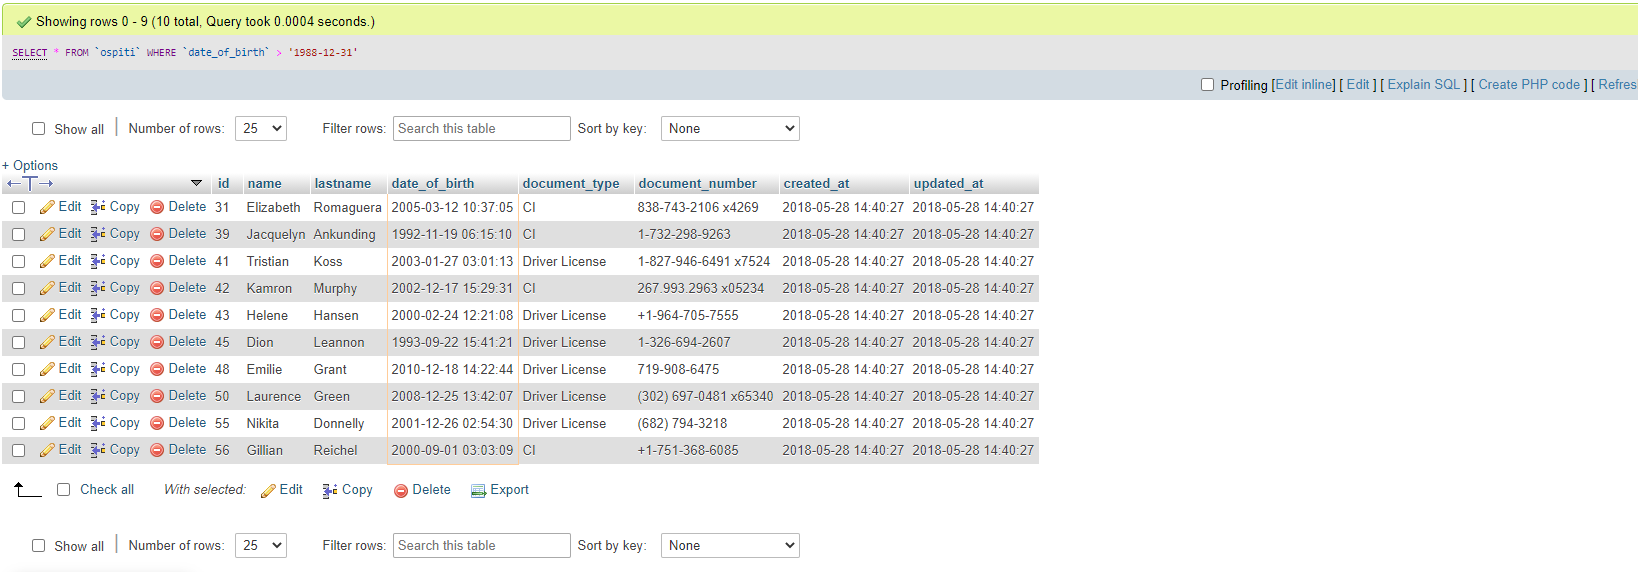 Showing rows 0 - 9 (10 total, Query took 0.0004 seconds.)
SELECT * FROM `ospiti` WHERE `date_of_birth` > '1988-12-31'
Profiling [Edit inline] [ Edit ] [ Explain SQL ] [ Create PHP code ] [ Refres
Show all Number of rows: 25 Filter rows: Search this table Sort by key: None
+ Options
←T→ id name lastname date_of_birth document_type document_number created_at updated_at
Edit Copy Delete 31 Elizabeth Romaguera 2005-03-12 10:37:05 CI 838-743-2106 x4269 2018-05-28 14:40:27 2018-05-28 14:40:27
Edit Copy Delete 39 Jacquelyn Ankunding 1992-11-19 06:15:10 CI 1-732-298-9263 2018-05-28 14:40:27 2018-05-28 14:40:27
Edit Copy Delete 41 Tristian Koss 2003-01-27 03:01:13 Driver License 1-827-946-6491 x7524 2018-05-28 14:40:27 2018-05-28 14:40:27
Edit Copy Delete 42 Kamron Murphy 2002-12-17 15:29:31 CI 267.993.2963 x05234 2018-05-28 14:40:27 2018-05-28 14:40:27
Edit Copy Delete 43 Helene Hansen 2000-02-24 12:21:08 Driver License +1-964-705-7555 2018-05-28 14:40:27 2018-05-28 14:40:27
Edit Copy Delete 45 Dion Leannon 1993-09-22 15:41:21 Driver License 1-326-694-2607 2018-05-28 14:40:27 2018-05-28 14:40:27
Edit Copy Delete 48 Emilie Grant 2010-12-18 14:22:44 Driver License 719-908-6475 2018-05-28 14:40:27 2018-05-28 14:40:27
Edit Copy Delete 50 Laurence Green 2008-12-25 13:42:07 Driver License (302) 697-0481 x65340 2018-05-28 14:40:27 2018-05-28 14:40:27
Edit Copy Delete 55 Nikita Donnelly 2001-12-26 02:54:30 Driver License (682) 794-3218 2018-05-28 14:40:27 2018-05-28 14:40:27
Edit Copy Delete 56 Gillian Reichel 2000-09-01 03:03:09 CI +1-751-368-6085 2018-05-28 14:40:27 2018-05-28 14:40:27
Check all With selected: Edit Copy Delete Export
Show all Number of rows: 25 Filter rows: Search this table Sort by key: None